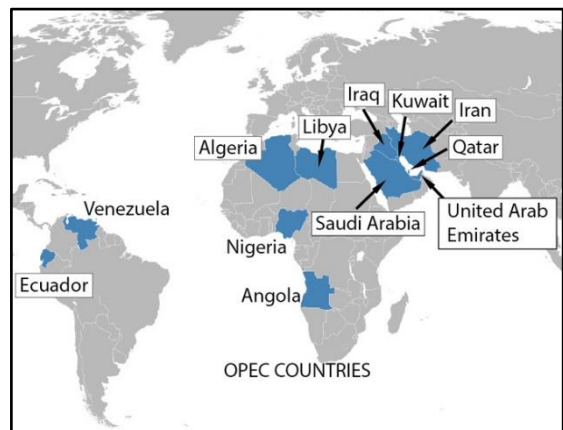 Iraq
Kuwait
Iran
Libya
Algeria
Qatar
Venezuela
Saudi Arabia
United Arab
Emirates
Nigeria
Ecuador
Angola
OPEC COUNTRIES